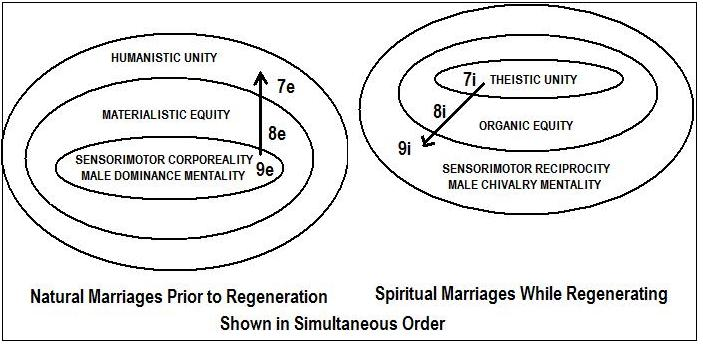 HUMANISTIC UNITY
7e
MATERIALISTIC EQUITY
8e
SENSORIMOTOR CORPOREALITY
MALE DOMINANCE MENTALITY
9e
7i
THEISTIC UNITY
8i
ORGANIC EQUITY
9i
SENSORIMOTOR RECIPROCITY
MALE CHIVALRY MENTALITY
Natural Marriages Prior to Regeneration
Spiritual Marriages While Regenerating
Shown in Simultaneous Order